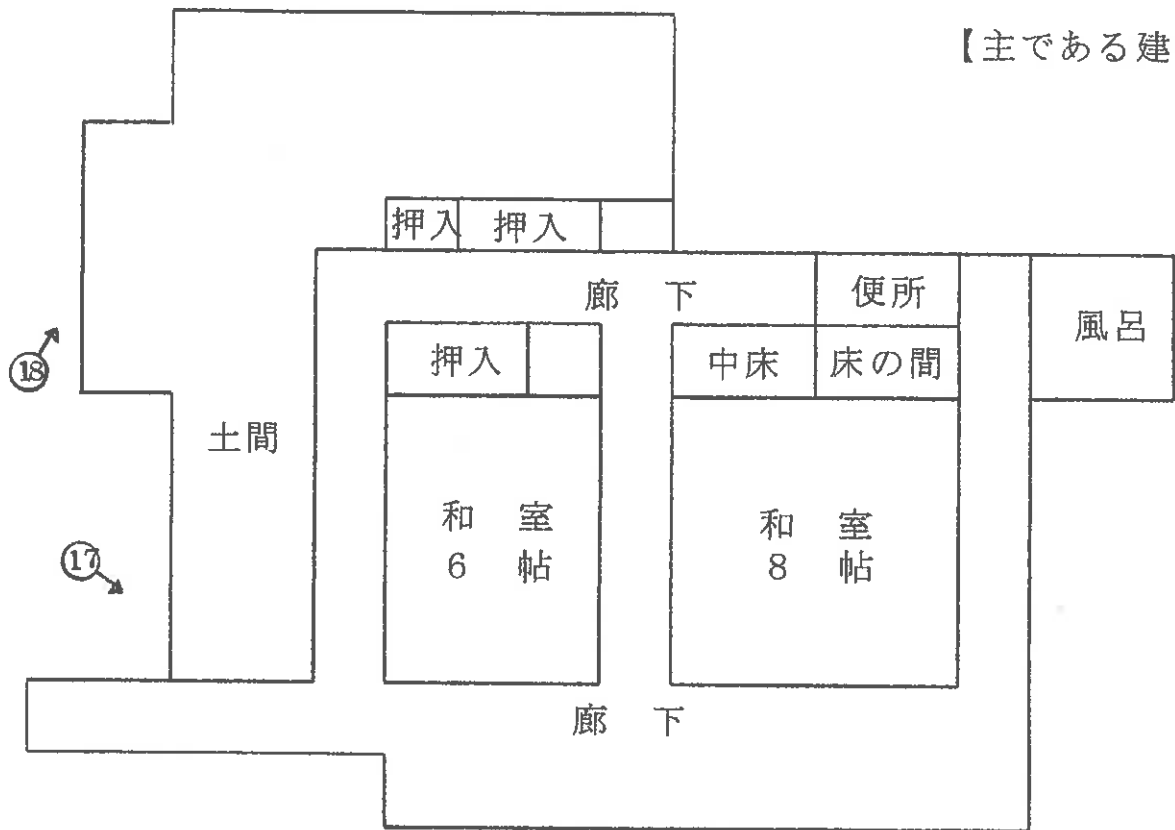 【主である建
押入 押入
廊 下
便所
風呂
押入
中床
床の間
⑱
土間
和 室
6 帖
和 室
8 帖
⑰
廊 下